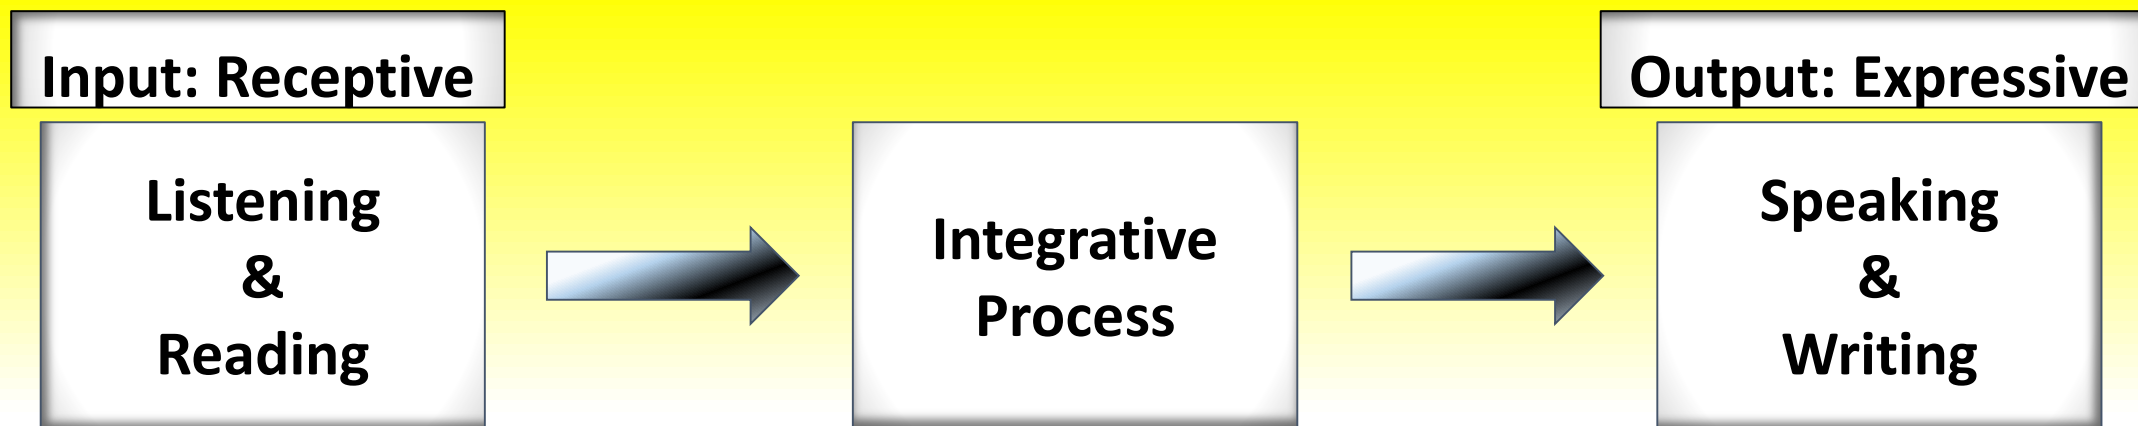 Input: Receptive
Output: Expressive
Listening
&
Reading
Integrative
Process
Speaking
&
Writing